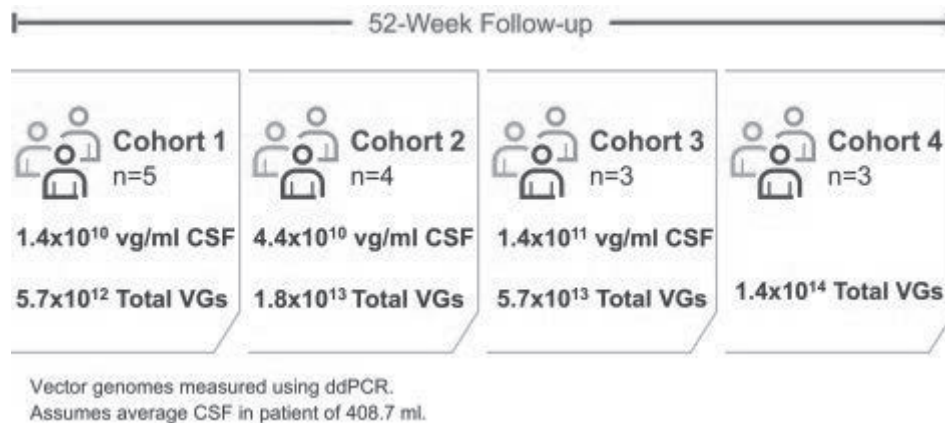 52-Week Follow-up
Cohort 1
n=5
1.4x10¹⁰ vg/ml CSF
5.7x10¹² Total VGs
Cohort 2
n=4
4.4x10¹⁰ vg/ml CSF
1.8x10¹³ Total VGs
Cohort 3
n=3
1.4x10¹¹ vg/ml CSF
5.7x10¹³ Total VGs
Cohort 4
n=3
1.4x10¹⁴ Total VGs
Vector genomes measured using ddPCR.
Assumes average CSF in patient of 408.7 ml.